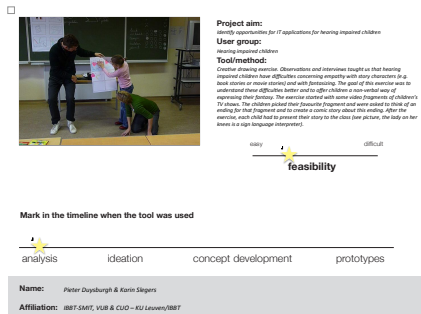 Project aim:
Identify opportunities for IT applications for hearing impaired children
User group:
Hearing impaired children
Tool/method:
Creative drawing exercise. Observations and interviews taught us that hearing
impaired children have difficulties concerning empathy with story characters (e.g.
book stories or movie stories) and with fantasizing. The goal of this exercise was to
understand these difficulties better and to offer children a non-verbal way of
expressing their fantasy. The exercise started with some video fragments of children's
TV shows. The children picked their favourite fragment and were asked to think of an
ending for that fragment and to create a comic story about this ending. After the
exercise, each child had to present their story to the class (see picture, the lady on her
knees is a sign language interpreter).
easy difficult
feasibility
Mark in the timeline when the tool was used
analysis ideation concept development prototypes
Name: Pieter Duysburgh & Karin Slegers
Affiliation: IBBT-SMIT, VUB & CUO – KU Leuven/IBBT